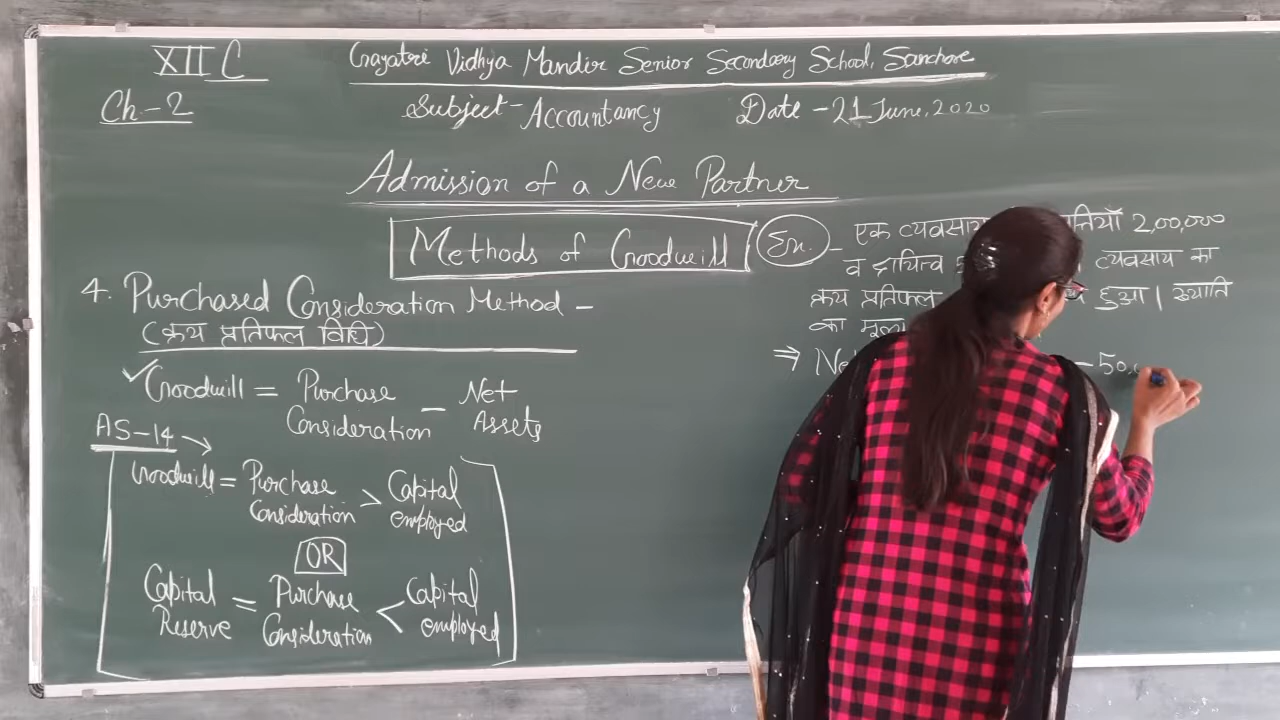 XII C
Gayatri Vidhya Mandir Senior Secondary School, Sanchore
Ch.-2
Subject-Accountancy
Date -21 June, 2020
Admission of a New Partner
Methods of Goodwill
4. Purchased Consideration Method -
(क्रय प्रतिफल विधि)
✓Goodwill = Purchase Consideration - Net Assets
AS-14 →
Goodwill = Purchase Consideration > Capital employed
OR
Capital Reserve = Purchase Consideration < Capital employed
Ex. - एक व्यवसाय 2,00,000
व दायित्व व्यवसाय का
क्रय प्रतिफल हुआ। ख्याति
का मूल्य
⇒ - 50,